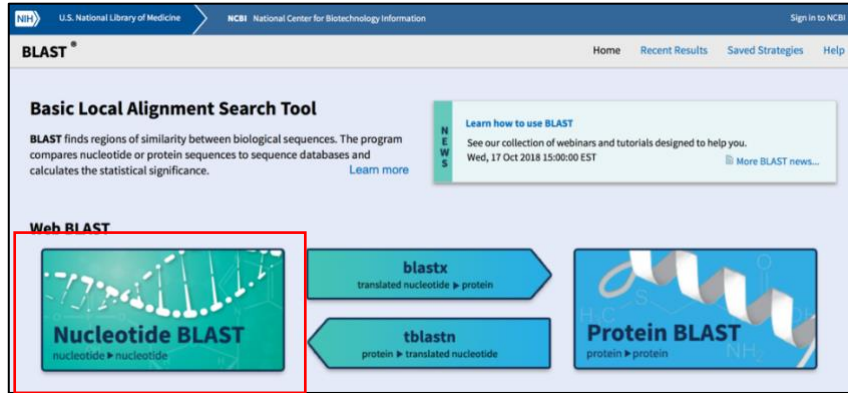 NIH U.S. National Library of Medicine NCBI National Center for Biotechnology Information Sign in to NCBI
BLAST ® Home Recent Results Saved Strategies Help
Basic Local Alignment Search Tool
BLAST finds regions of similarity between biological sequences. The program
compares nucleotide or protein sequences to sequence databases and
calculates the statistical significance. Learn more
NEWS
Learn how to use BLAST
See our collection of webinars and tutorials designed to help you.
Wed, 17 Oct 2018 15:00:00 EST
More BLAST news...
Web BLAST
Nucleotide BLAST
nucleotide ▶ nucleotide
blastx
translated nucleotide ▶ protein
tblastn
protein ▶ translated nucleotide
Protein BLAST
protein ▶ protein